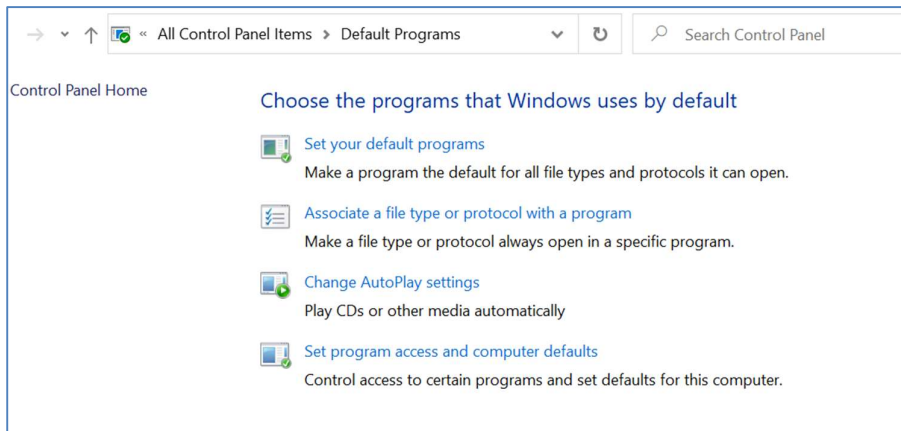 « All Control Panel Items > Default Programs
Search Control Panel
Control Panel Home
Choose the programs that Windows uses by default
Set your default programs
Make a program the default for all file types and protocols it can open.
Associate a file type or protocol with a program
Make a file type or protocol always open in a specific program.
Change AutoPlay settings
Play CDs or other media automatically
Set program access and computer defaults
Control access to certain programs and set defaults for this computer.